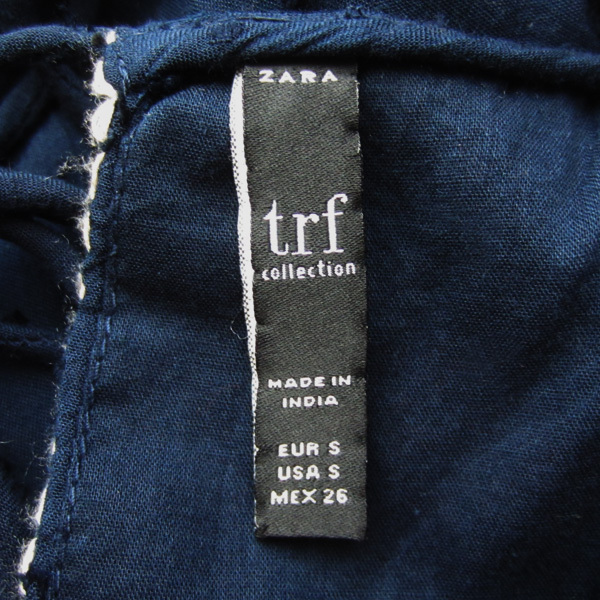 ZARA
trf
collection
MADE IN
INDIA
EUR S
USA S
MEX 26